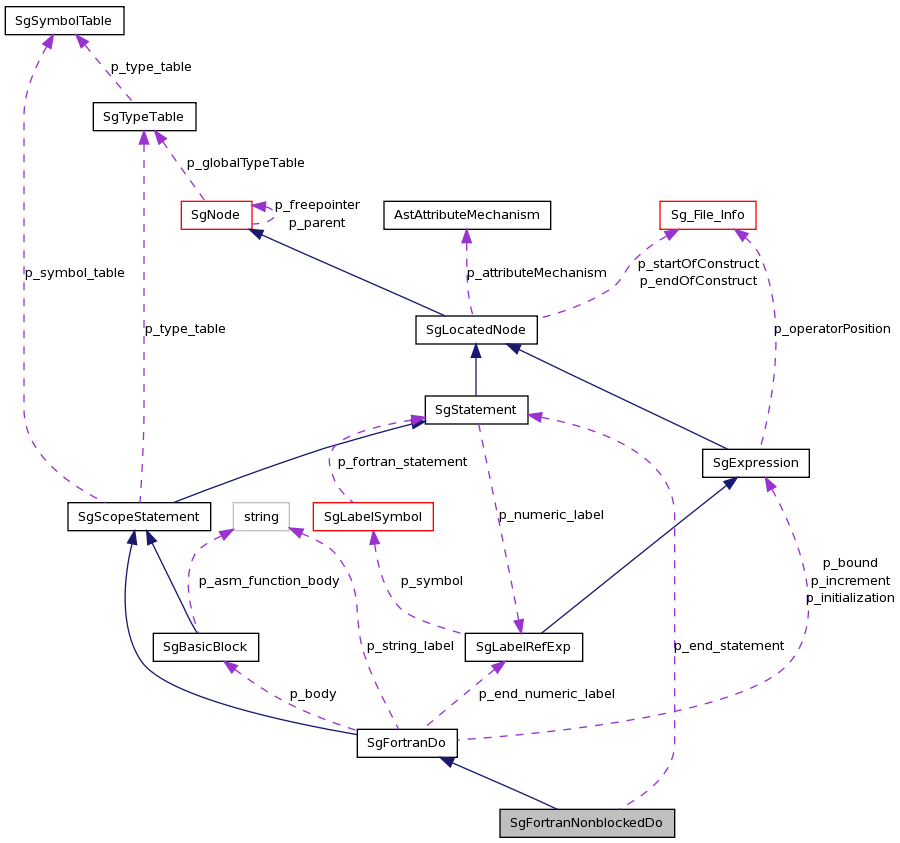 SgSymbolTable
p_type_table
SgTypeTable
p_globalTypeTable
SgNode
p_freepointer
p_parent
AstAttributeMechanism
Sg_File_Info
p_symbol_table
p_attributeMechanism
p_startOfConstruct
p_endOfConstruct
p_type_table
SgLocatedNode
p_operatorPosition
SgStatement
p_fortran_statement
SgExpression
SgScopeStatement
string
SgLabelSymbol
p_numeric_label
p_asm_function_body
p_symbol
p_bound
p_increment
p_initialization
SgBasicBlock
p_string_label
SgLabelRefExp
p_end_statement
p_body
p_end_numeric_label
SgFortranDo
SgFortranNonblockedDo